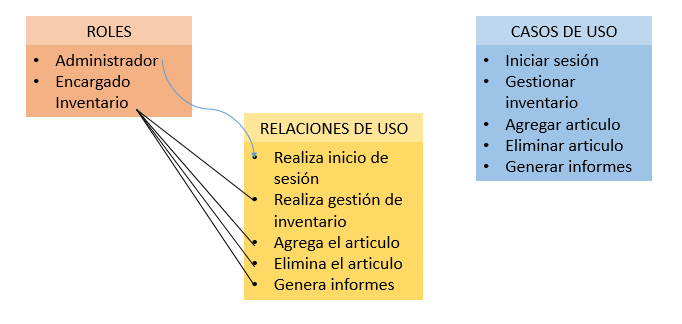 ROLES
• Administrador
• Encargado
Inventario
RELACIONES DE USO
• Realiza inicio de
sesión
• Realiza gestión de
inventario
• Agrega el articulo
• Elimina el articulo
• Genera informes
CASOS DE USO
• Iniciar sesión
• Gestionar
inventario
• Agregar articulo
• Eliminar articulo
• Generar informes